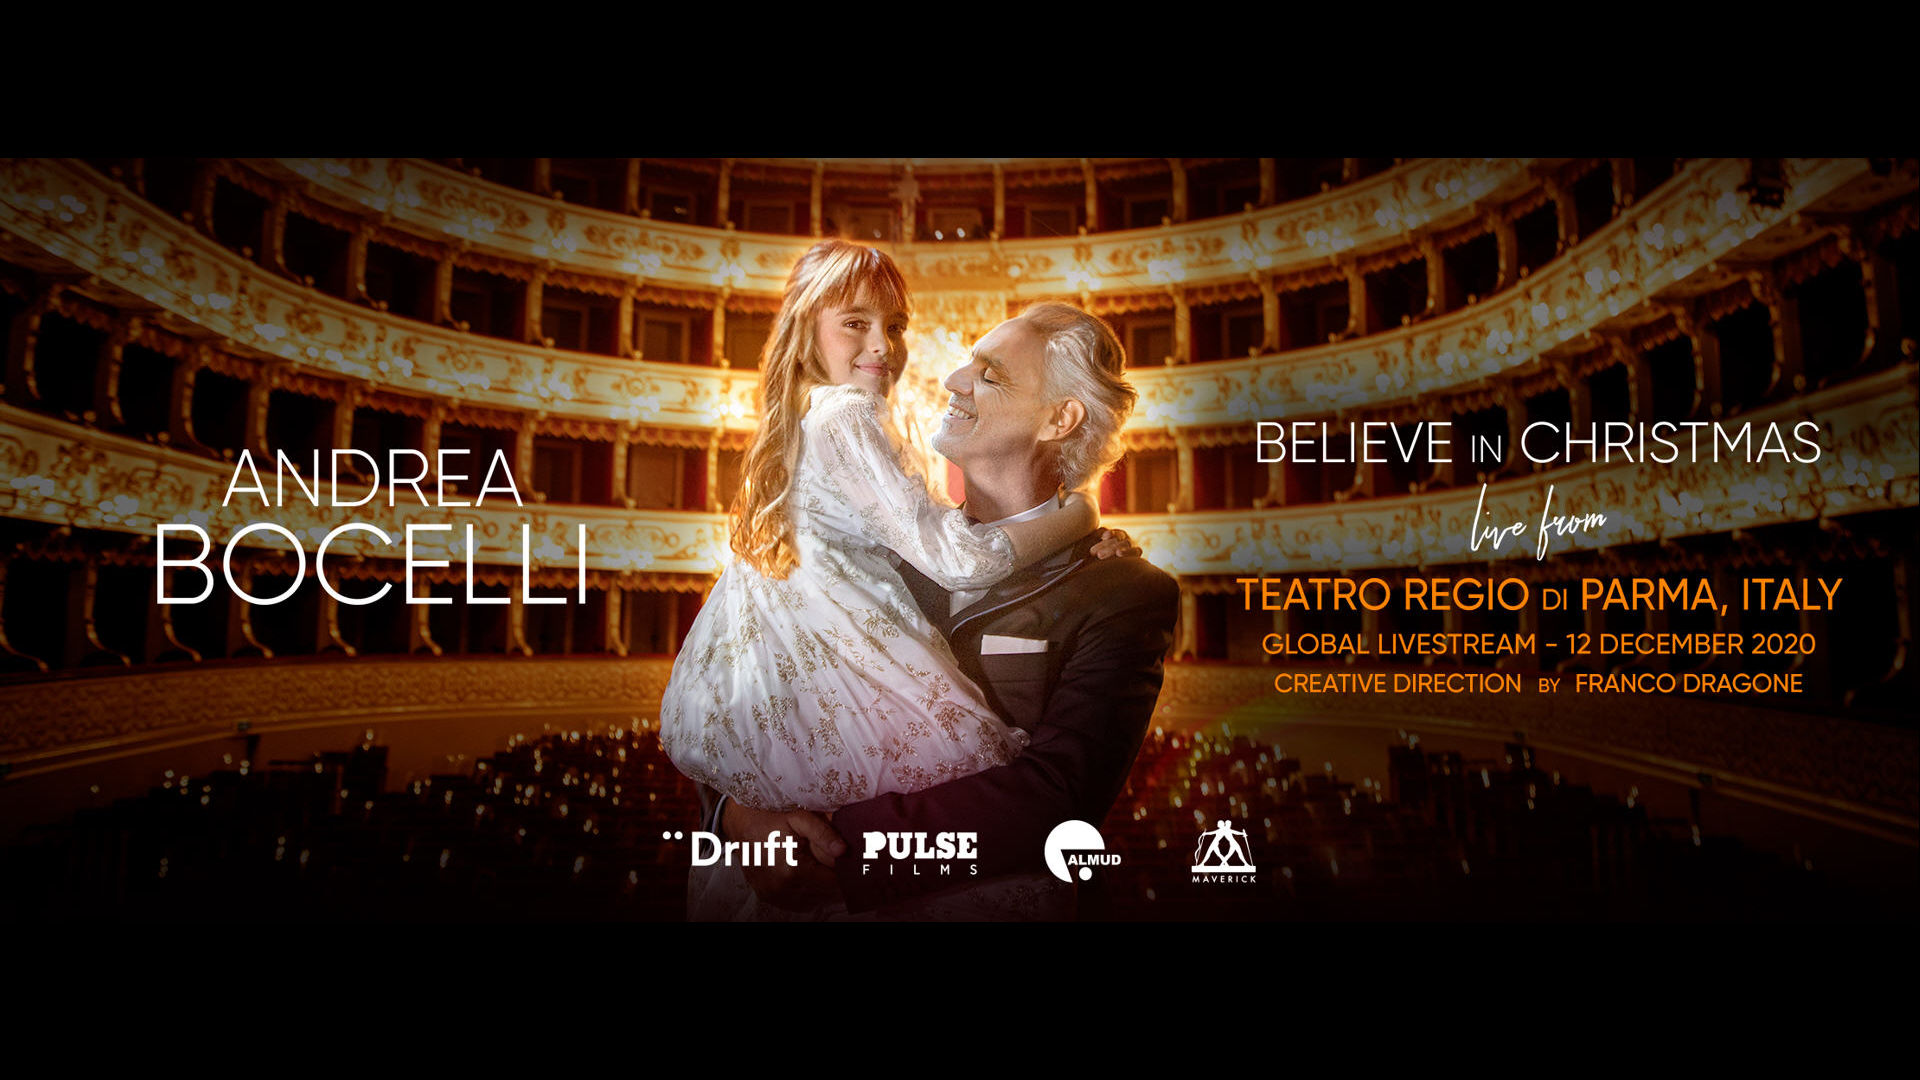 ANDREA
BOCELLI
BELIEVE IN CHRISTMAS
live from
TEATRO REGIO DI PARMA, ITALY
GLOBAL LIVESTREAM - 12 DECEMBER 2020
CREATIVE DIRECTION BY FRANCO DRAGONE
Driift
PULSE
FILMS
ALMUD
MAVERICK